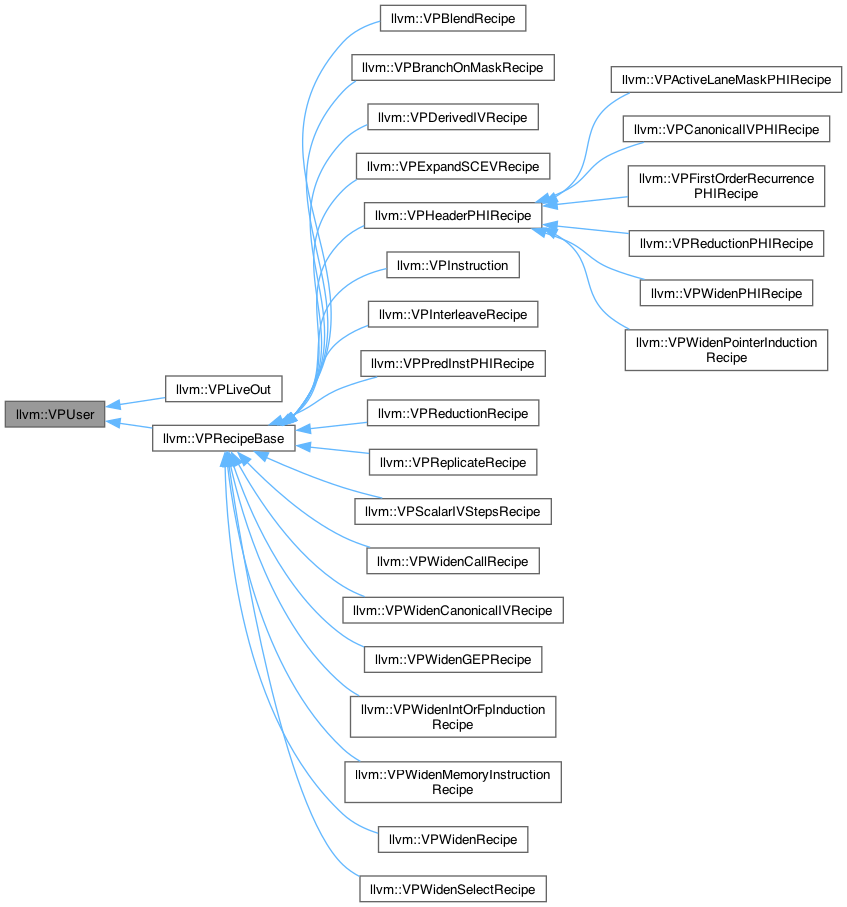 llvm::VPBlendRecipe
llvm::VPBranchOnMaskRecipe
llvm::VPActiveLaneMaskPHIRecipe
llvm::VPDerivedIVRecipe
llvm::VPCanonicalIVPHIRecipe
llvm::VPExpandSCEVRecipe
llvm::VPFirstOrderRecurrence
PHIRecipe
llvm::VPHeaderPHIRecipe
llvm::VPReductionPHIRecipe
llvm::VPInstruction
llvm::VPWidenPHIRecipe
llvm::VPInterleaveRecipe
llvm::VPWidenPointerInduction
Recipe
llvm::VPPredInstPHIRecipe
llvm::VPLiveOut
llvm::VPUser
llvm::VPReductionRecipe
llvm::VPRecipeBase
llvm::VPReplicateRecipe
llvm::VPScalarIVStepsRecipe
llvm::VPWidenCallRecipe
llvm::VPWidenCanonicalIVRecipe
llvm::VPWidenGEPRecipe
llvm::VPWidenIntOrFpInduction
Recipe
llvm::VPWidenMemoryInstruction
Recipe
llvm::VPWidenRecipe
llvm::VPWidenSelectRecipe